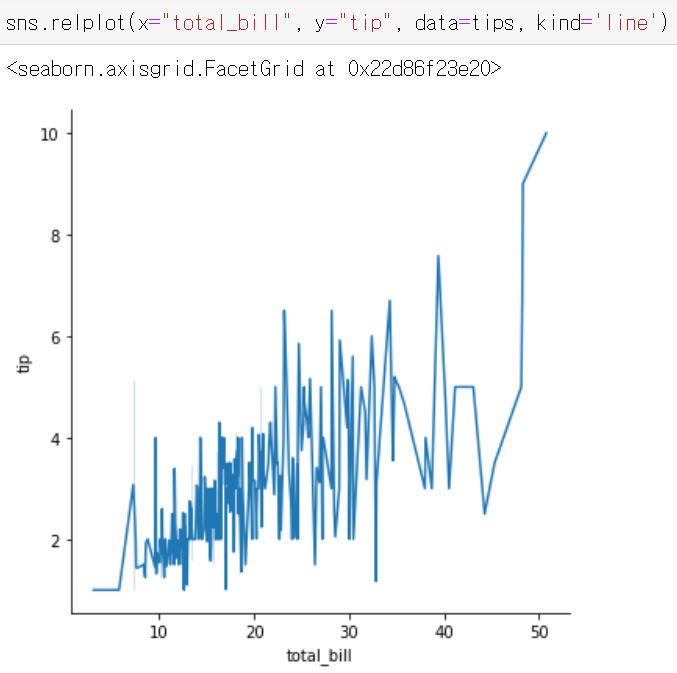 sns.relplot(x="total_bill", y="tip", data=tips, kind='line')
<seaborn.axisgrid.FacetGrid at 0x22d86f23e20>
10
8
6
4
2
tip
10 20 30 40 50
total_bill